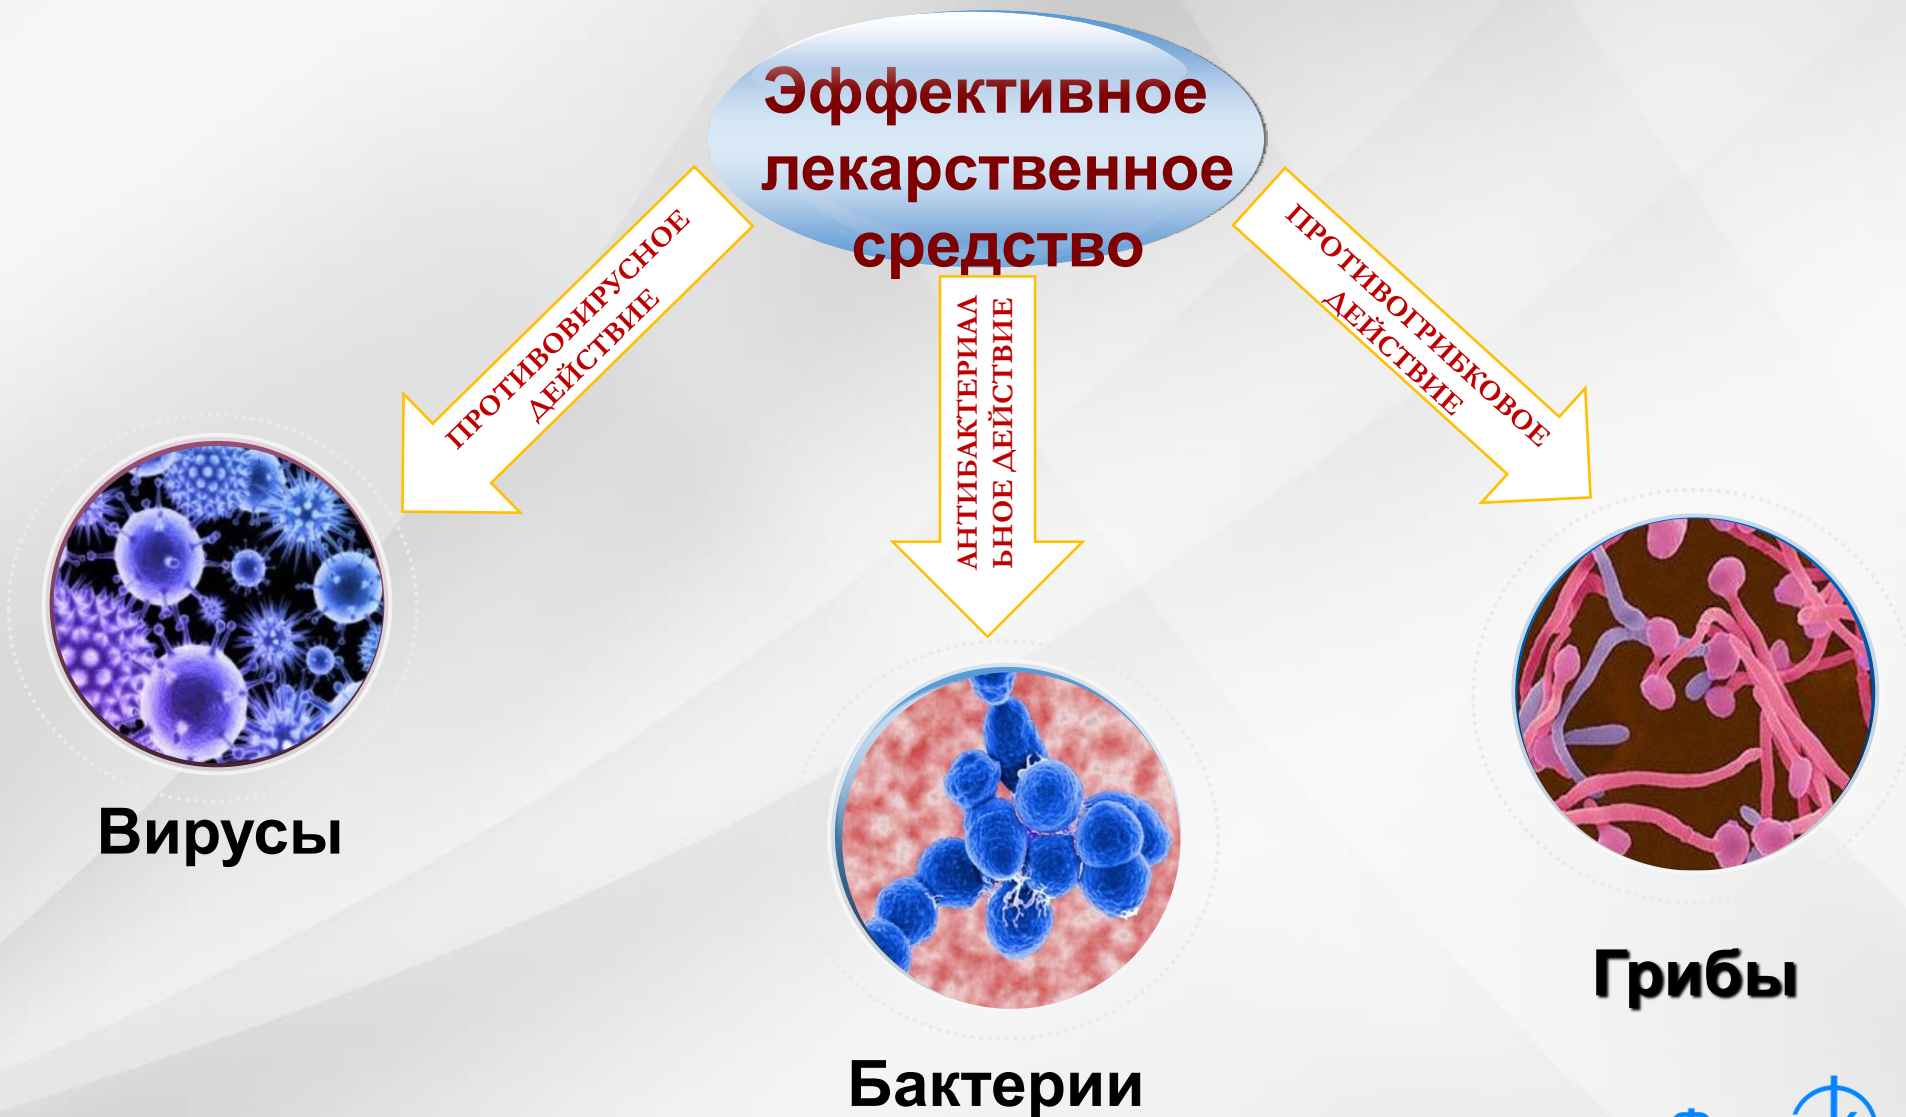 Эффективное
лекарственное
средство
ПРОТИВОВИРУСНОЕ
ДЕЙСТВИЕ
АНТИБАКТЕРИАЛ
ЬНОЕ ДЕЙСТВИЕ
ПРОТИВОГРИБКОВОЕ
ДЕЙСТВИЕ
Вирусы
Бактерии
Грибы